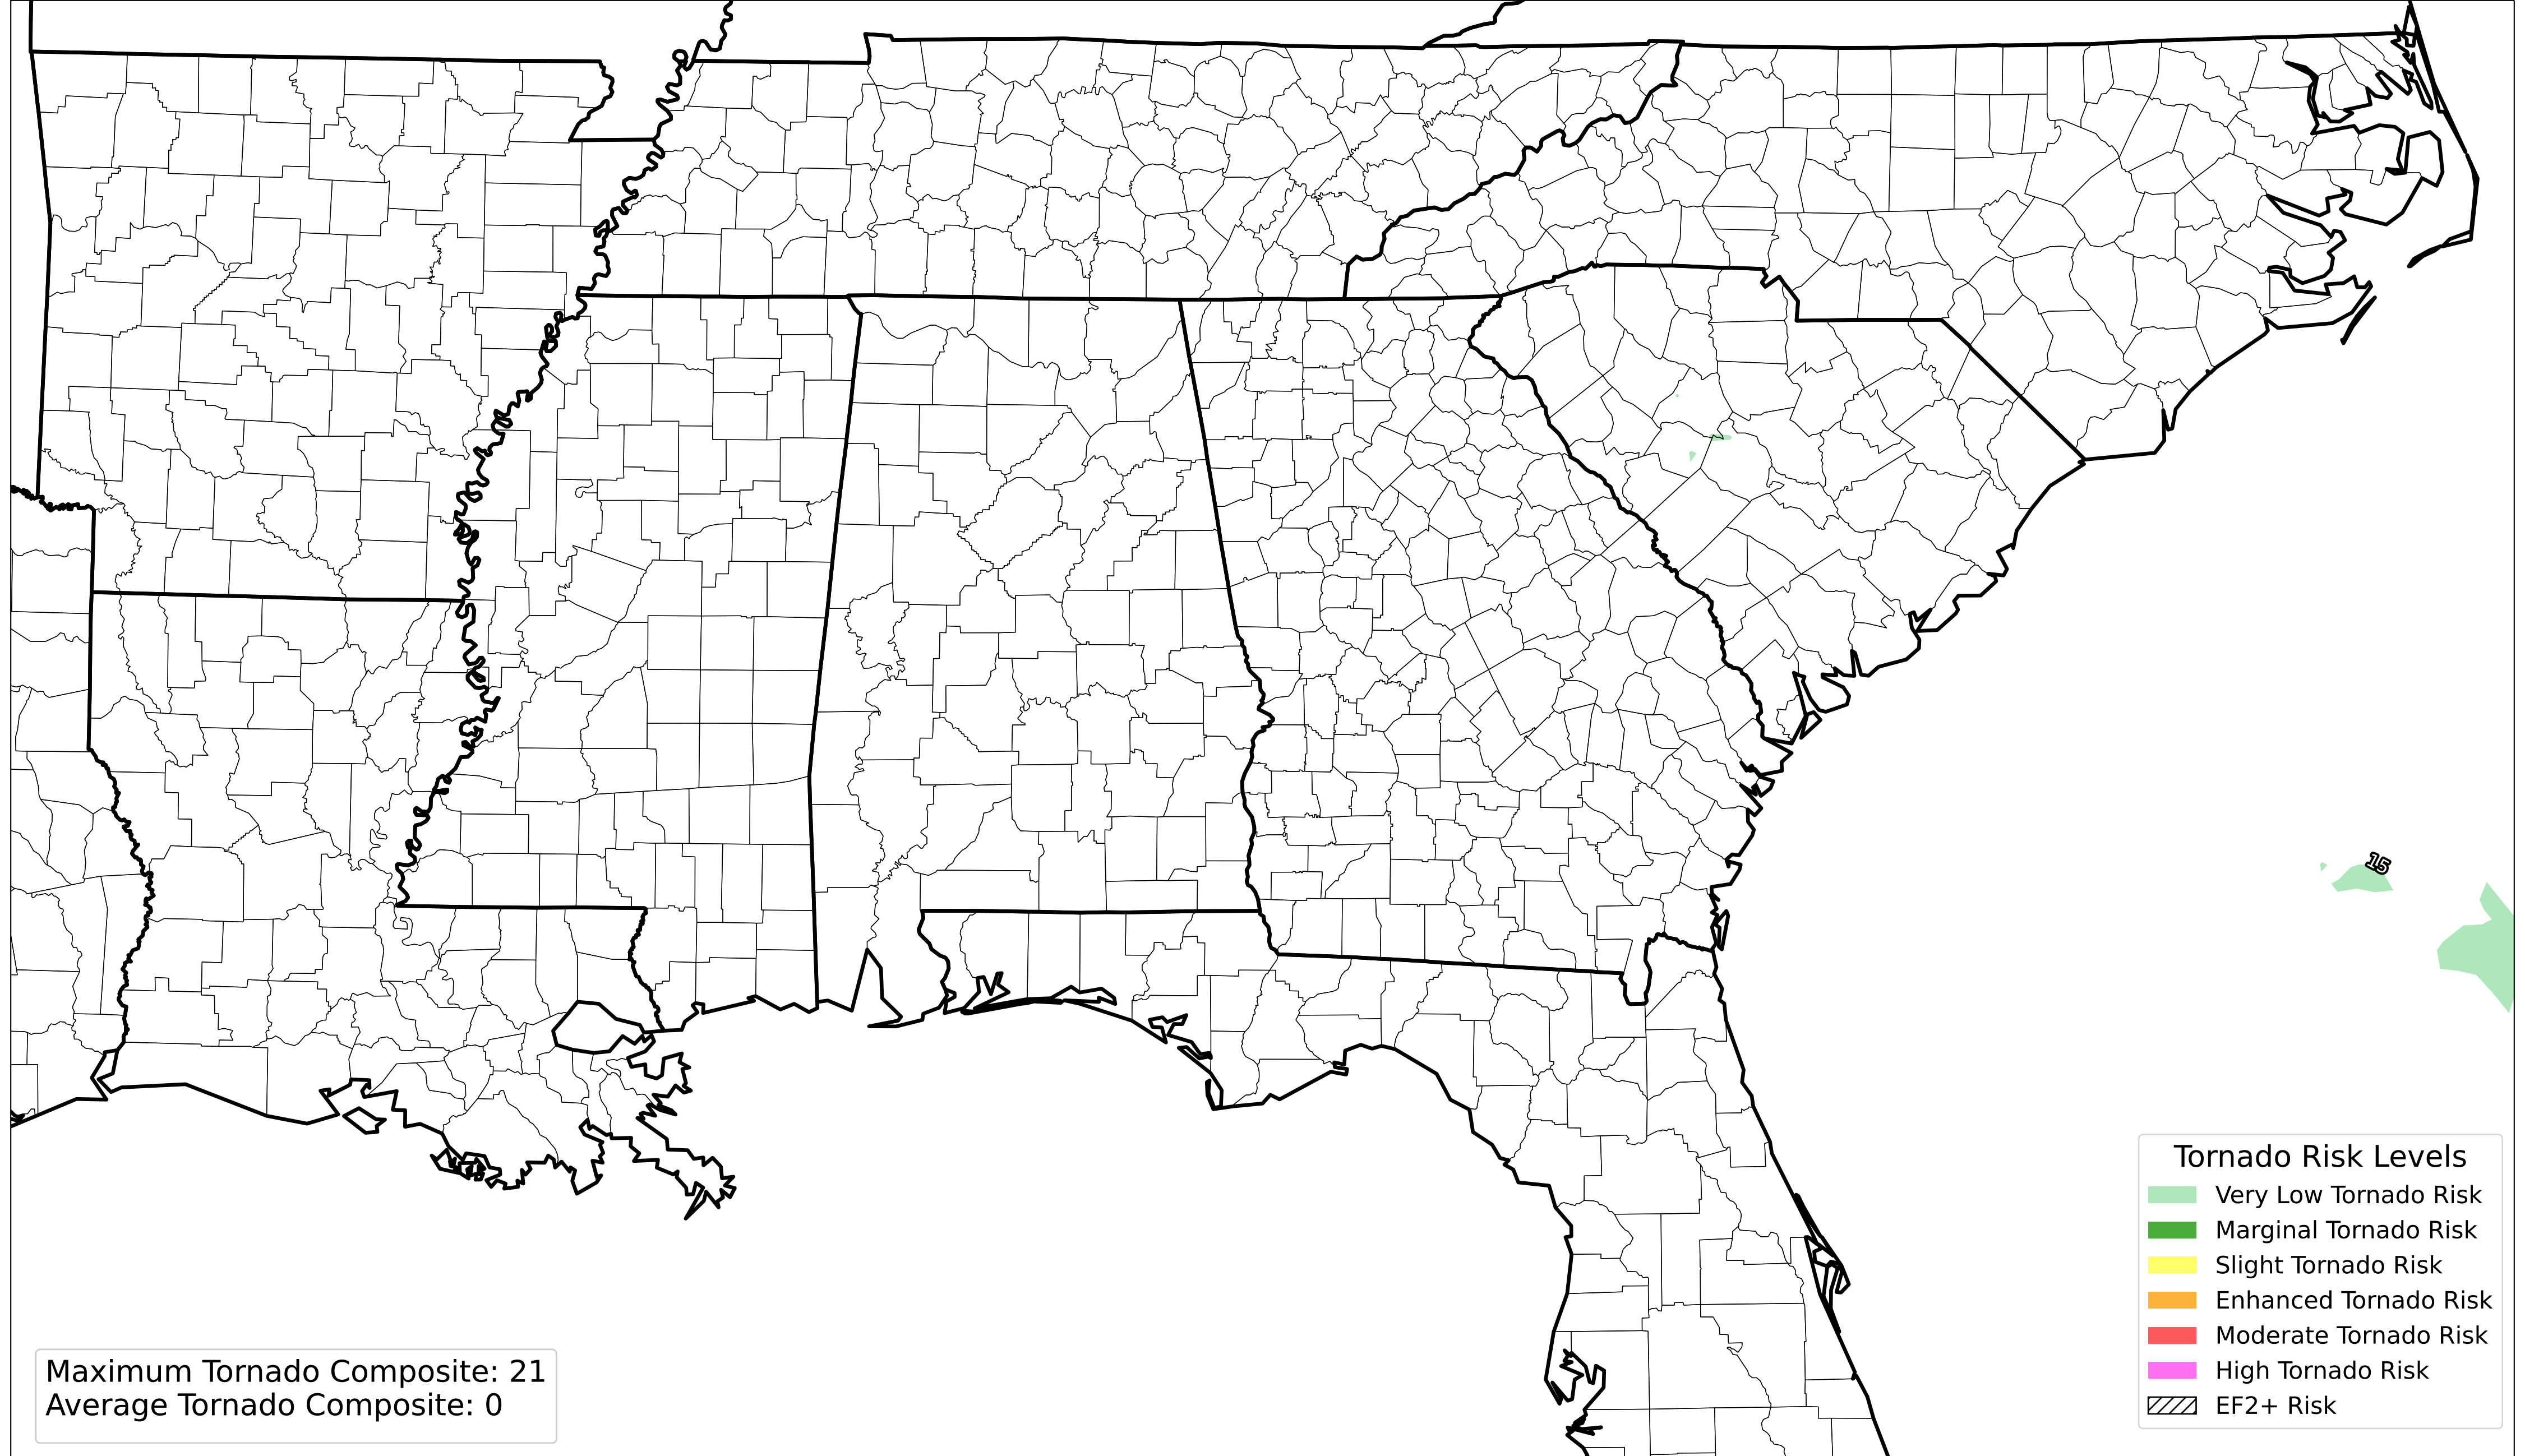 15
Tornado Risk Levels
Very Low Tornado Risk
Marginal Tornado Risk
Slight Tornado Risk
Enhanced Tornado Risk
Moderate Tornado Risk
High Tornado Risk
EF2+ Risk
Maximum Tornado Composite: 21
Average Tornado Composite: 0